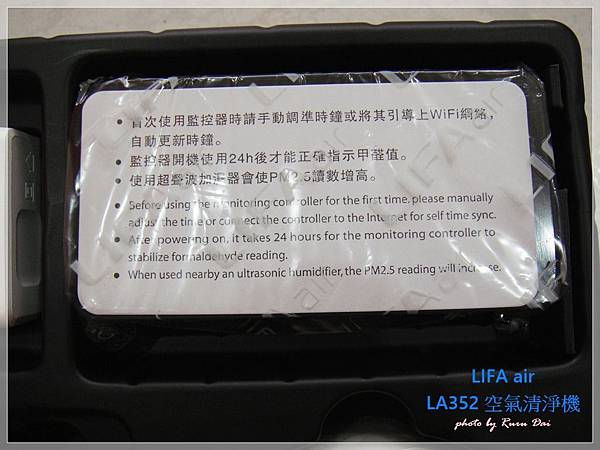 • 首次使用監控器時請手動調準時鐘或將其引導上WiFi網絡，
自動更新時鐘。
• 監控器開機使用24h後才能正確指示甲醛值。
• 使用超聲波加湿器會使PM2.5讀數增高。
• Before using the monitoring controller for the first time, please manually
adjust the time or connect the controller to the Internet for self time sync.
• After powering on, it takes 24 hours for the monitoring controller to
stabilize formaldehyde reading.
• When used nearby an ultrasonic humidifier, the PM2.5 reading will increase.
LIFA air
LIFA air
LA352 空氣清淨機
photo by Ruru Dai